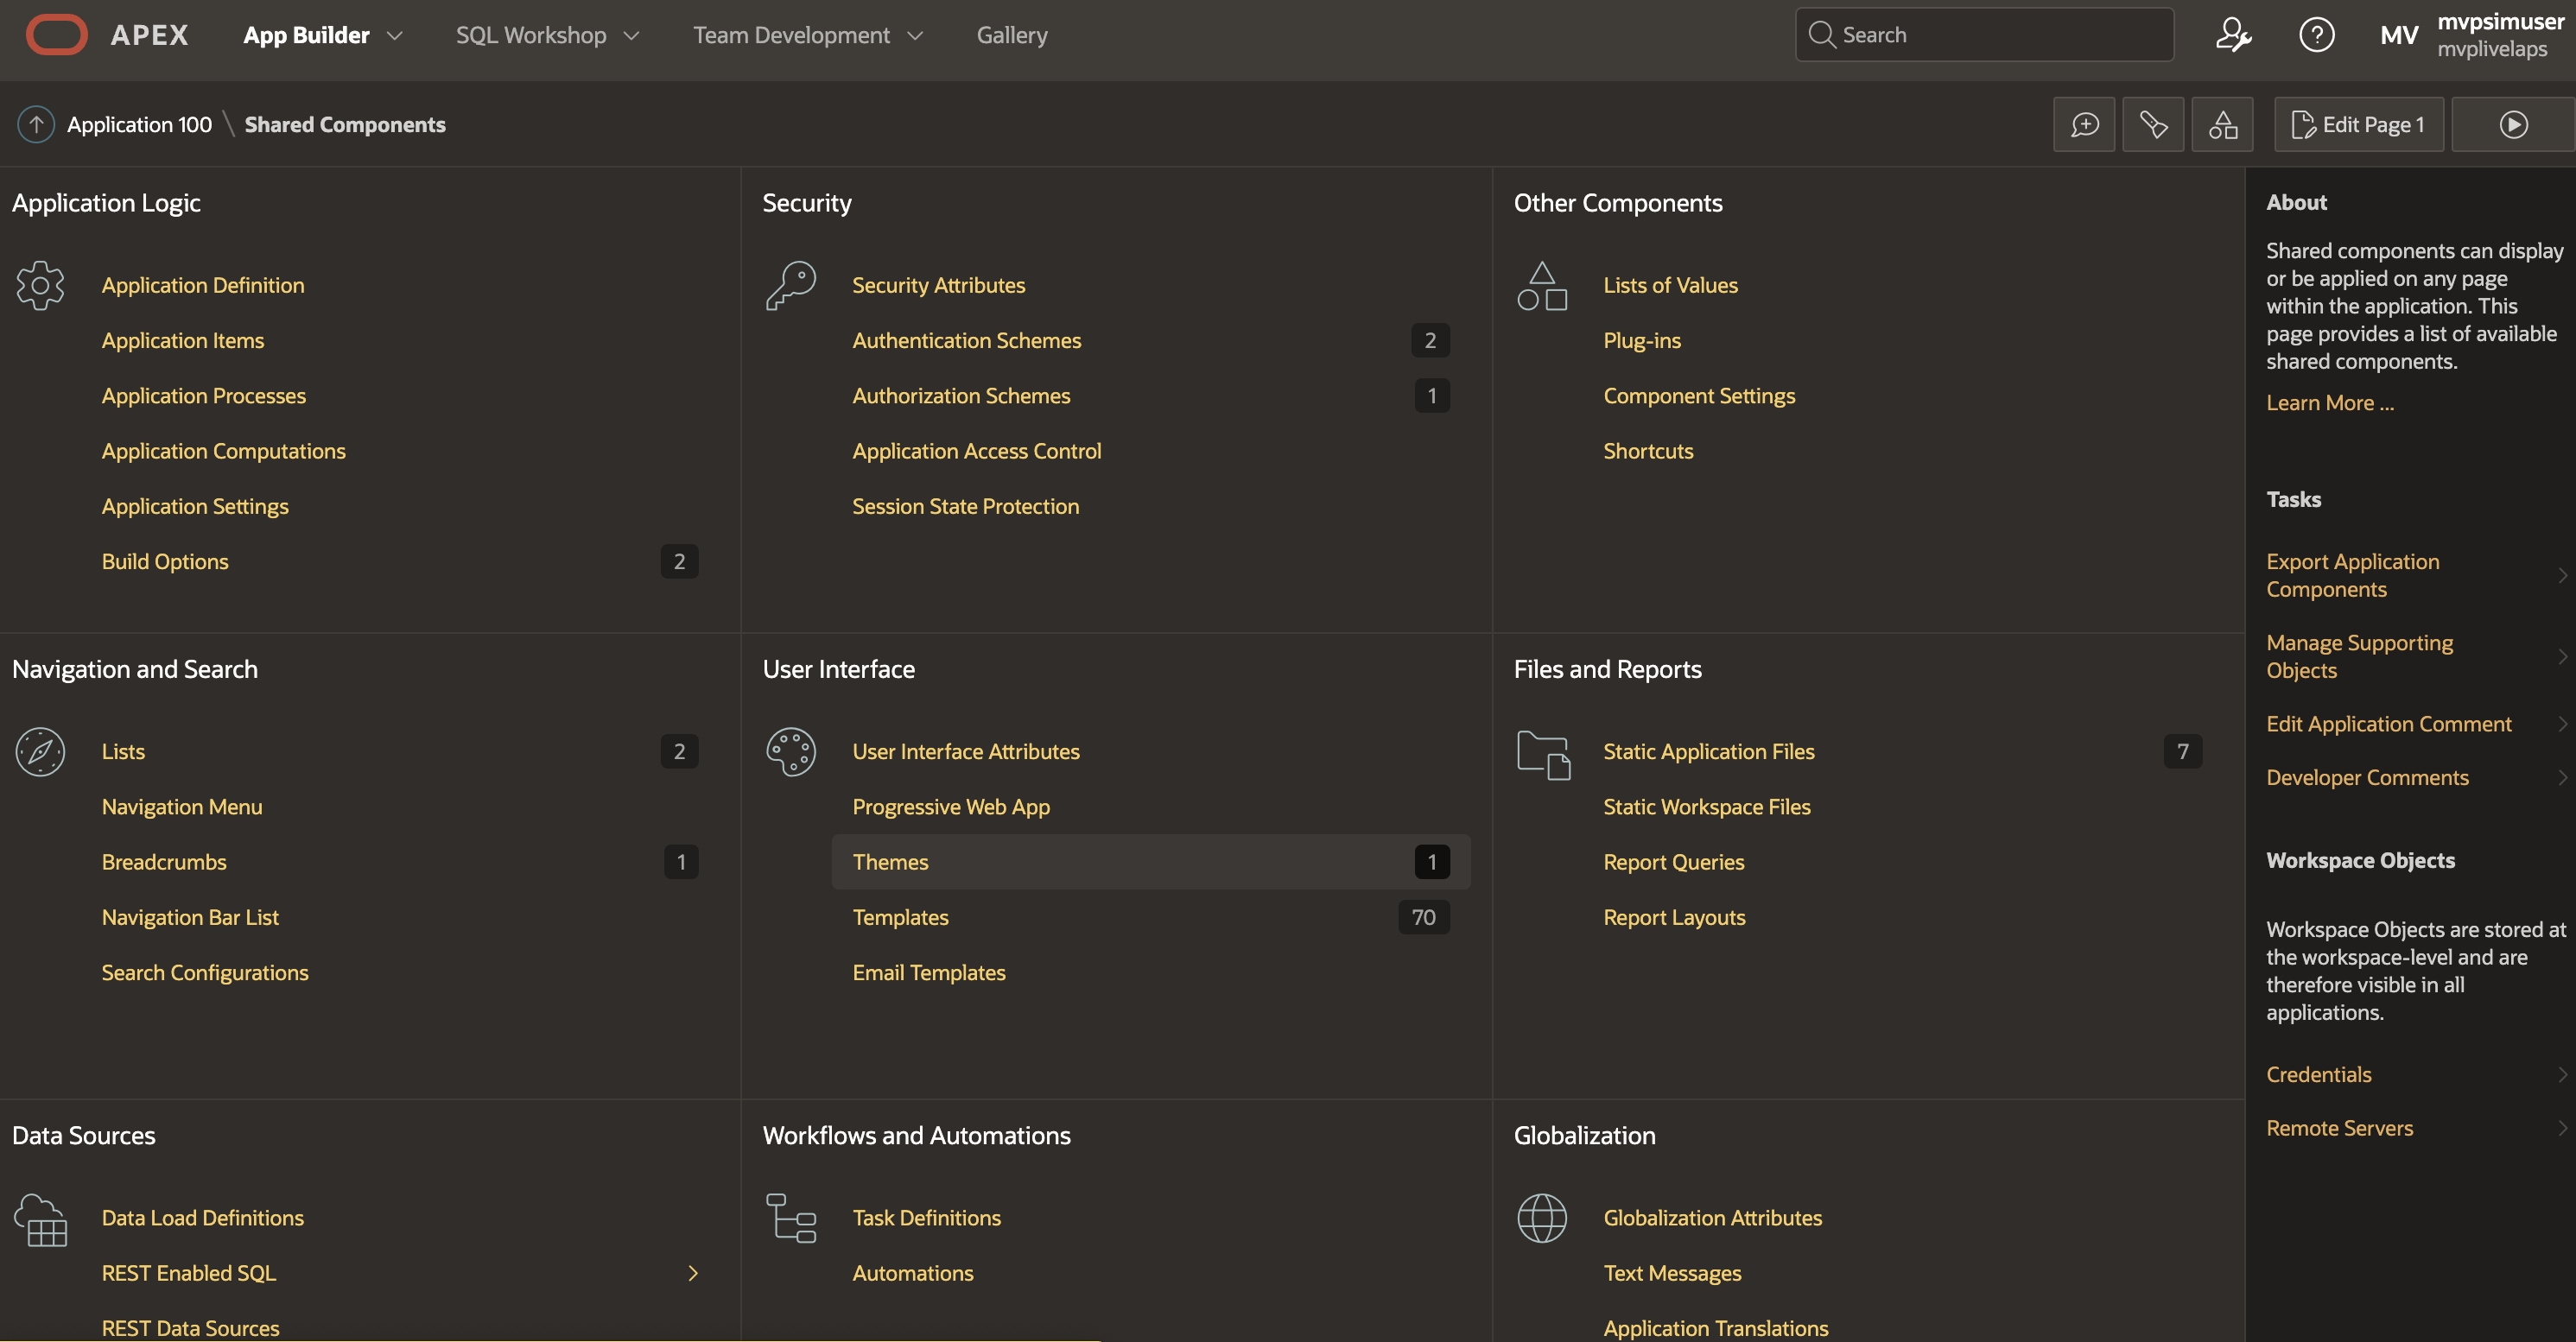 APEX
App Builder
SQL Workshop
Team Development
Gallery
Search
MV
mvpsimuser
mvplivelaps
Application 100 \ Shared Components
Edit Page 1
Application Logic
Application Definition
Application Items
Application Processes
Application Computations
Application Settings
Build Options 2
Security
Security Attributes
Authentication Schemes 2
Authorization Schemes 1
Application Access Control
Session State Protection
Other Components
Lists of Values
Plug-ins
Component Settings
Shortcuts
Navigation and Search
Lists 2
Navigation Menu
Breadcrumbs 1
Navigation Bar List
Search Configurations
User Interface
User Interface Attributes
Progressive Web App
Themes 1
Templates 70
Email Templates
Files and Reports
Static Application Files 7
Static Workspace Files
Report Queries
Report Layouts
Data Sources
Data Load Definitions
REST Enabled SQL
REST Data Sources
Workflows and Automations
Task Definitions
Automations
Globalization
Globalization Attributes
Text Messages
Application Translations
About
Shared components can display
or be applied on any page
within the application. This
page provides a list of available
shared components.
Learn More ...
Tasks
Export Application
Components
Manage Supporting
Objects
Edit Application Comment
Developer Comments
Workspace Objects
Workspace Objects are stored at
the workspace-level and are
therefore visible in all
applications.
Credentials
Remote Servers